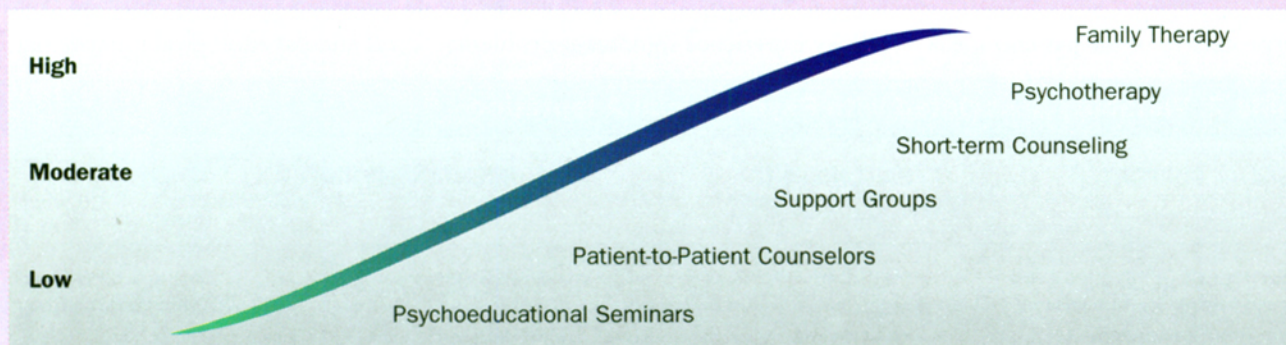 Family Therapy
High
Psychotherapy
Short-term Counseling
Moderate
Support Groups
Patient-to-Patient Counselors
Low
Psychoeducational Seminars